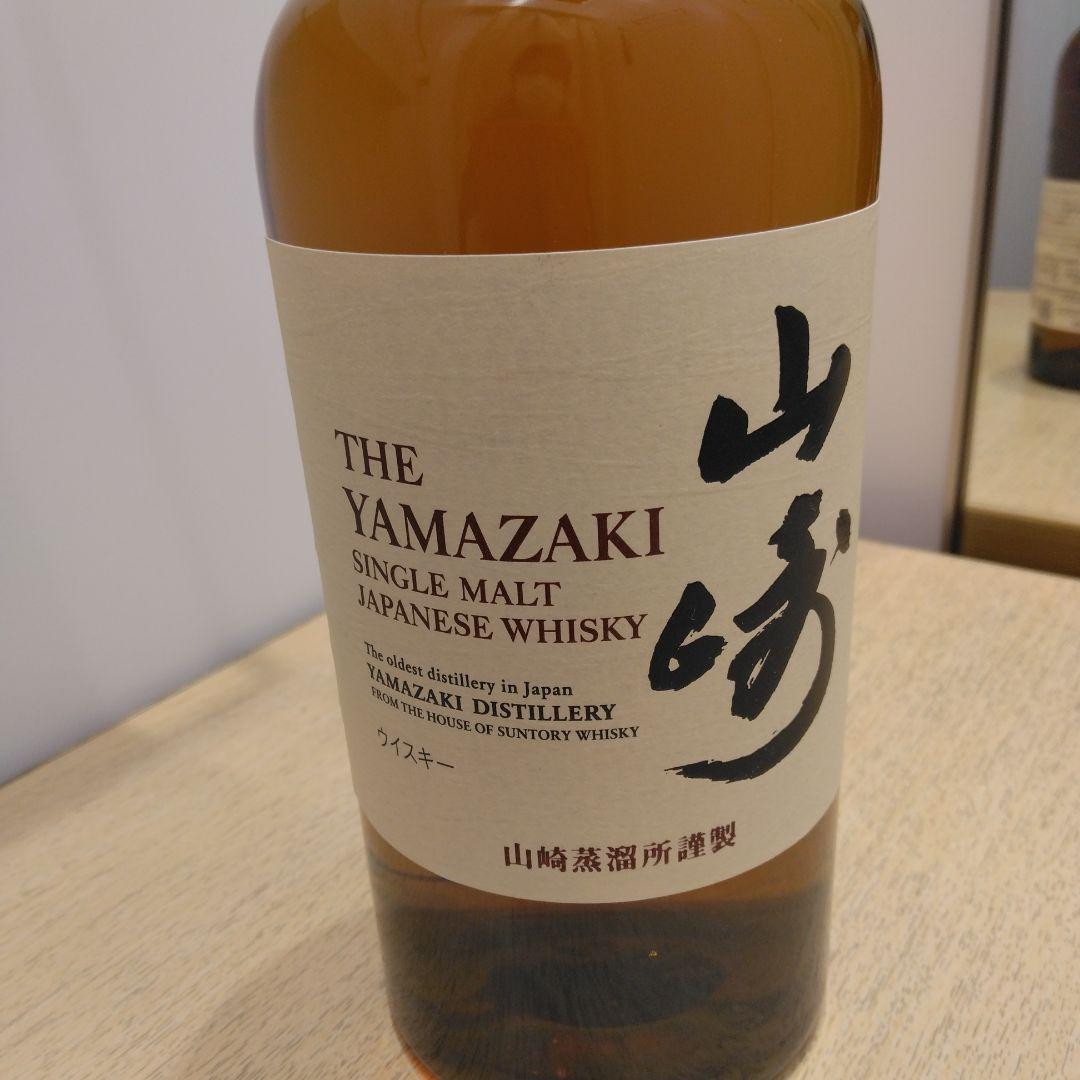 THE
YAMAZAKI
SINGLE MALT
JAPANESE WHISKY
The oldest distillery in Japan
YAMAZAKI DISTILLERY
FROM THE HOUSE OF SUNTORY WHISKY
ウイスキー
山崎
山崎蒸溜所謹製